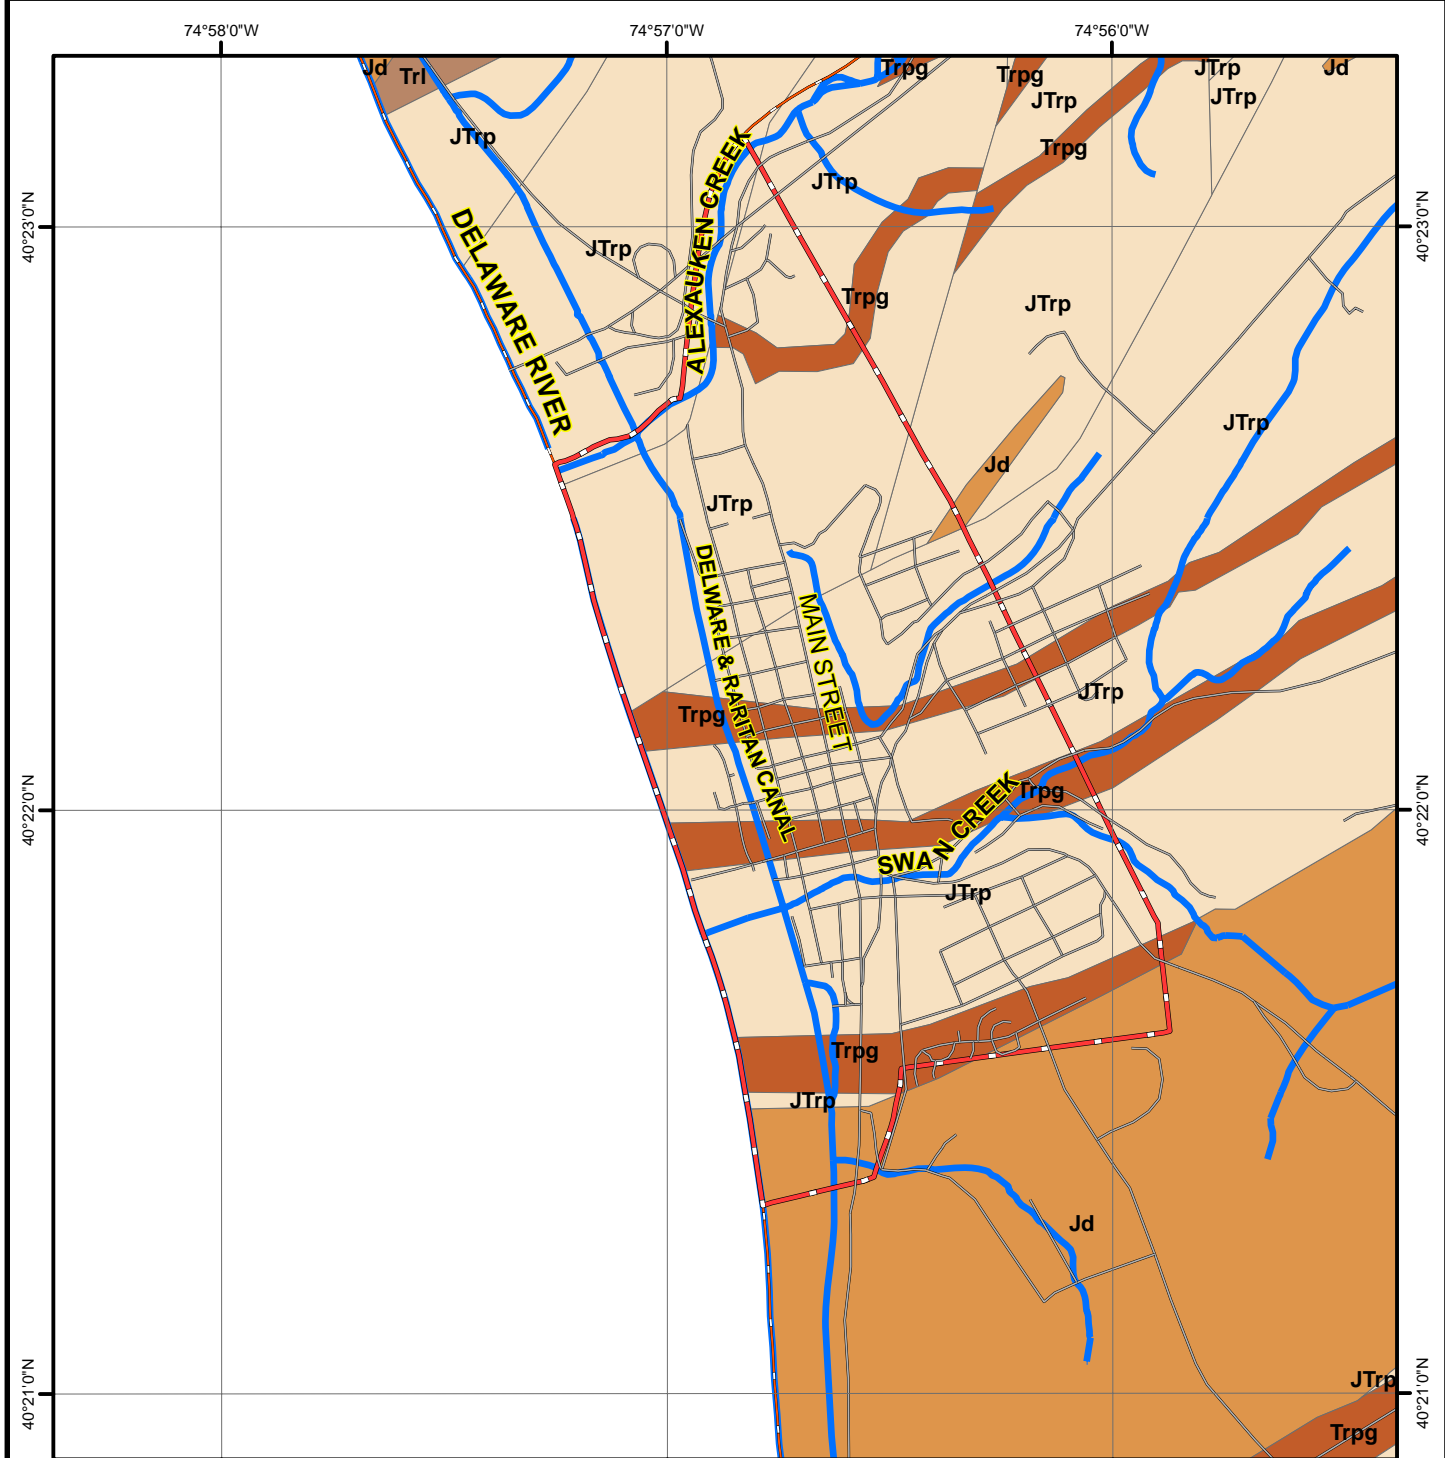 74°58'0"W
74°57'0"W
74°56'0"W
Jd
Trl
Trpg
Trpg
JTrp
Jd
JTrp
JTrp
JTrp
Trpg
JTrp
ALEXAUKEN CREEK
40°23'0"N
DELAWARE RIVER
JTrp
40°23'0"N
Trpg
JTrp
JTrp
Jd
JTrp
DELWARE & RARITAN CANAL
MAIN STREET
JTrp
Trpg
40°22'0"N
Trpg
40°22'0"N
SWAN CREEK
JTrp
Trpg
JTrp
Jd
40°21'0"N
JTrp
40°21'0"N
Trpg